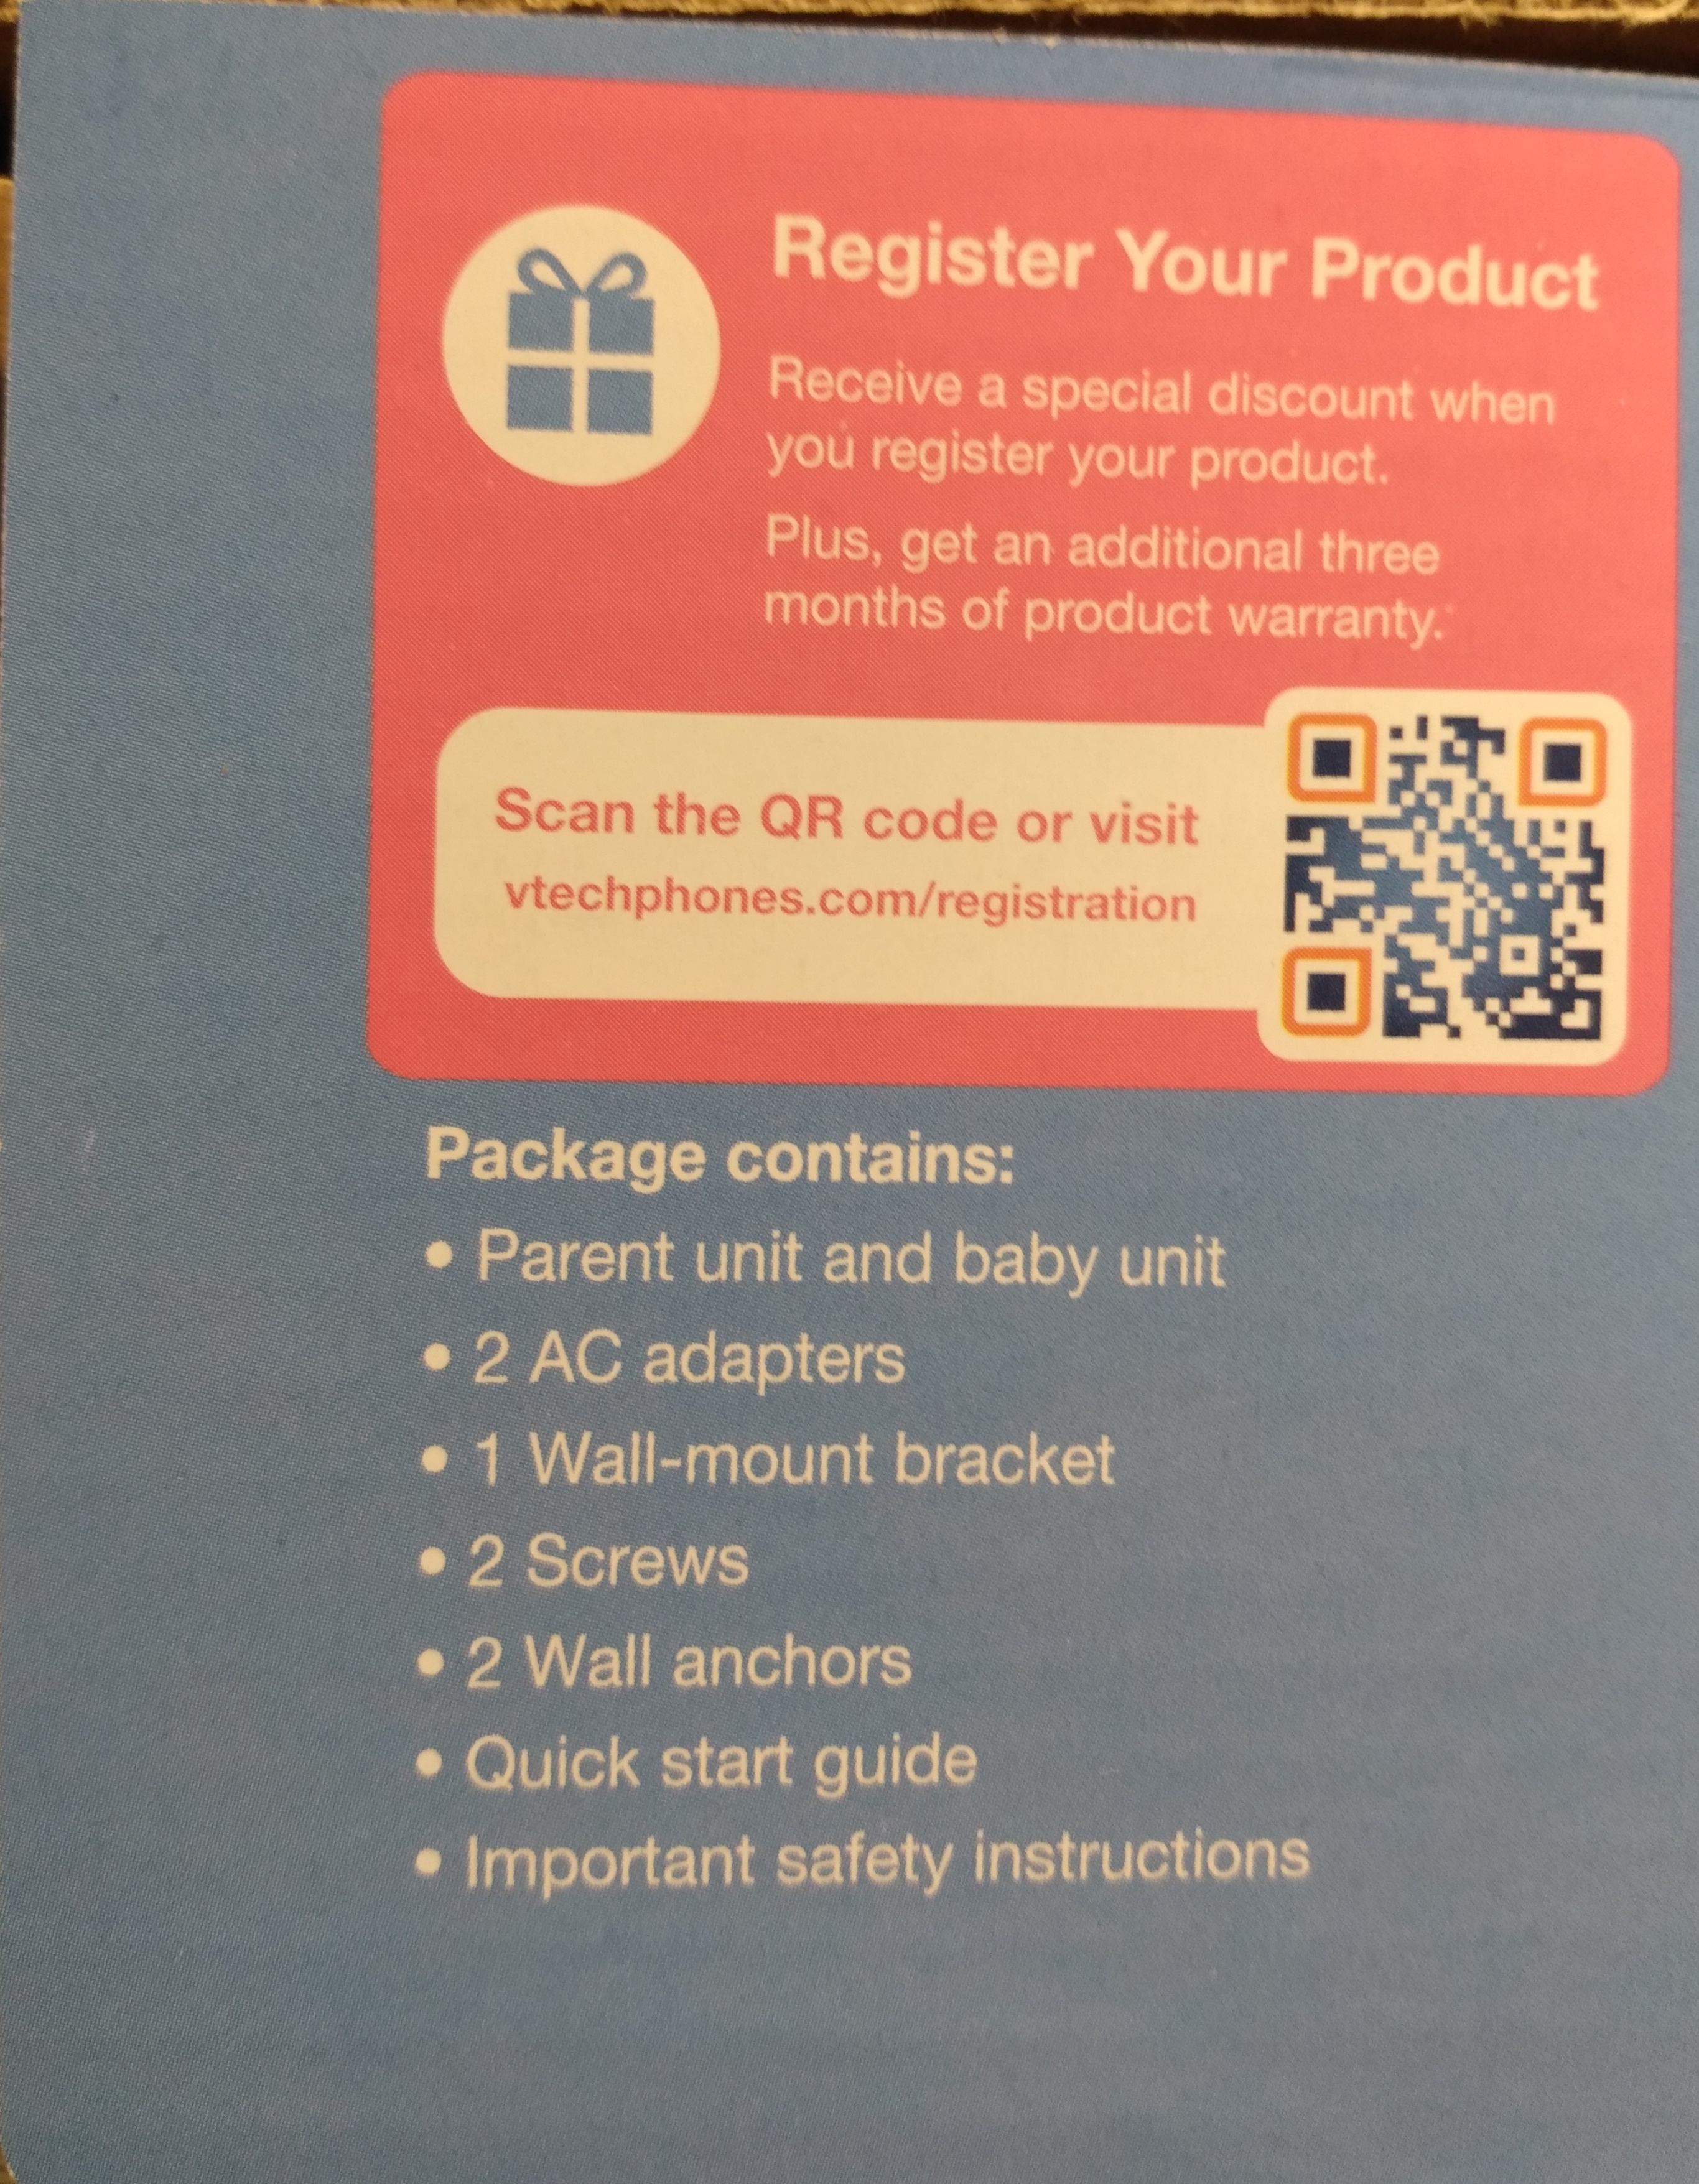 Register Your Product
Receive a special discount when
you register your product.
Plus, get an additional three
months of product warranty.
Scan the QR code or visit
vtechphones.com/registration
Package contains:
• Parent unit and baby unit
• 2 AC adapters
• 1 Wall-mount bracket
• 2 Screws
• 2 Wall anchors
• Quick start guide
• Important safety instructions